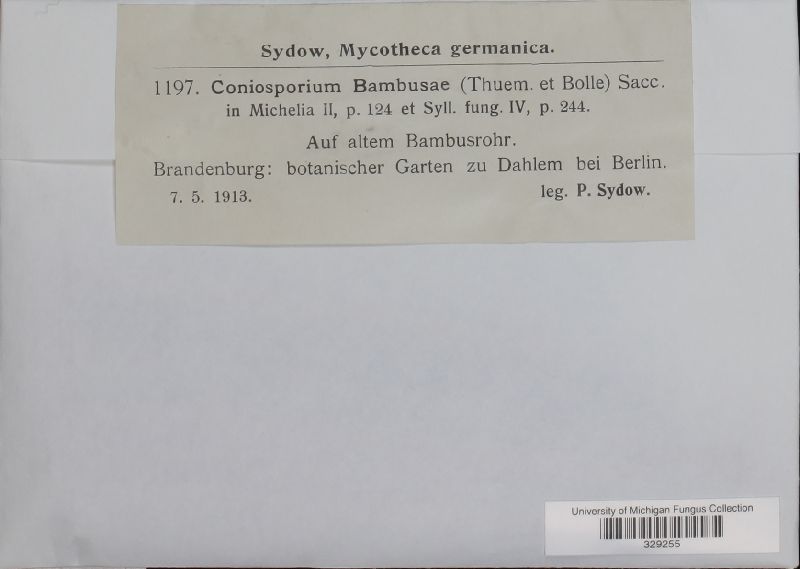 Sydow, Mycotheca germanica.
1197. Coniosporium Bambusae (Thuem. et Bolle) Sacc.
in Michelia II, p. 124 et Syll. fung. IV, p. 244.
Auf altem Bambusrohr.
Brandenburg: botanischer Garten zu Dahlem bei Berlin.
7. 5. 1913. leg. P. Sydow.
University of Michigan Fungus Collection
329255